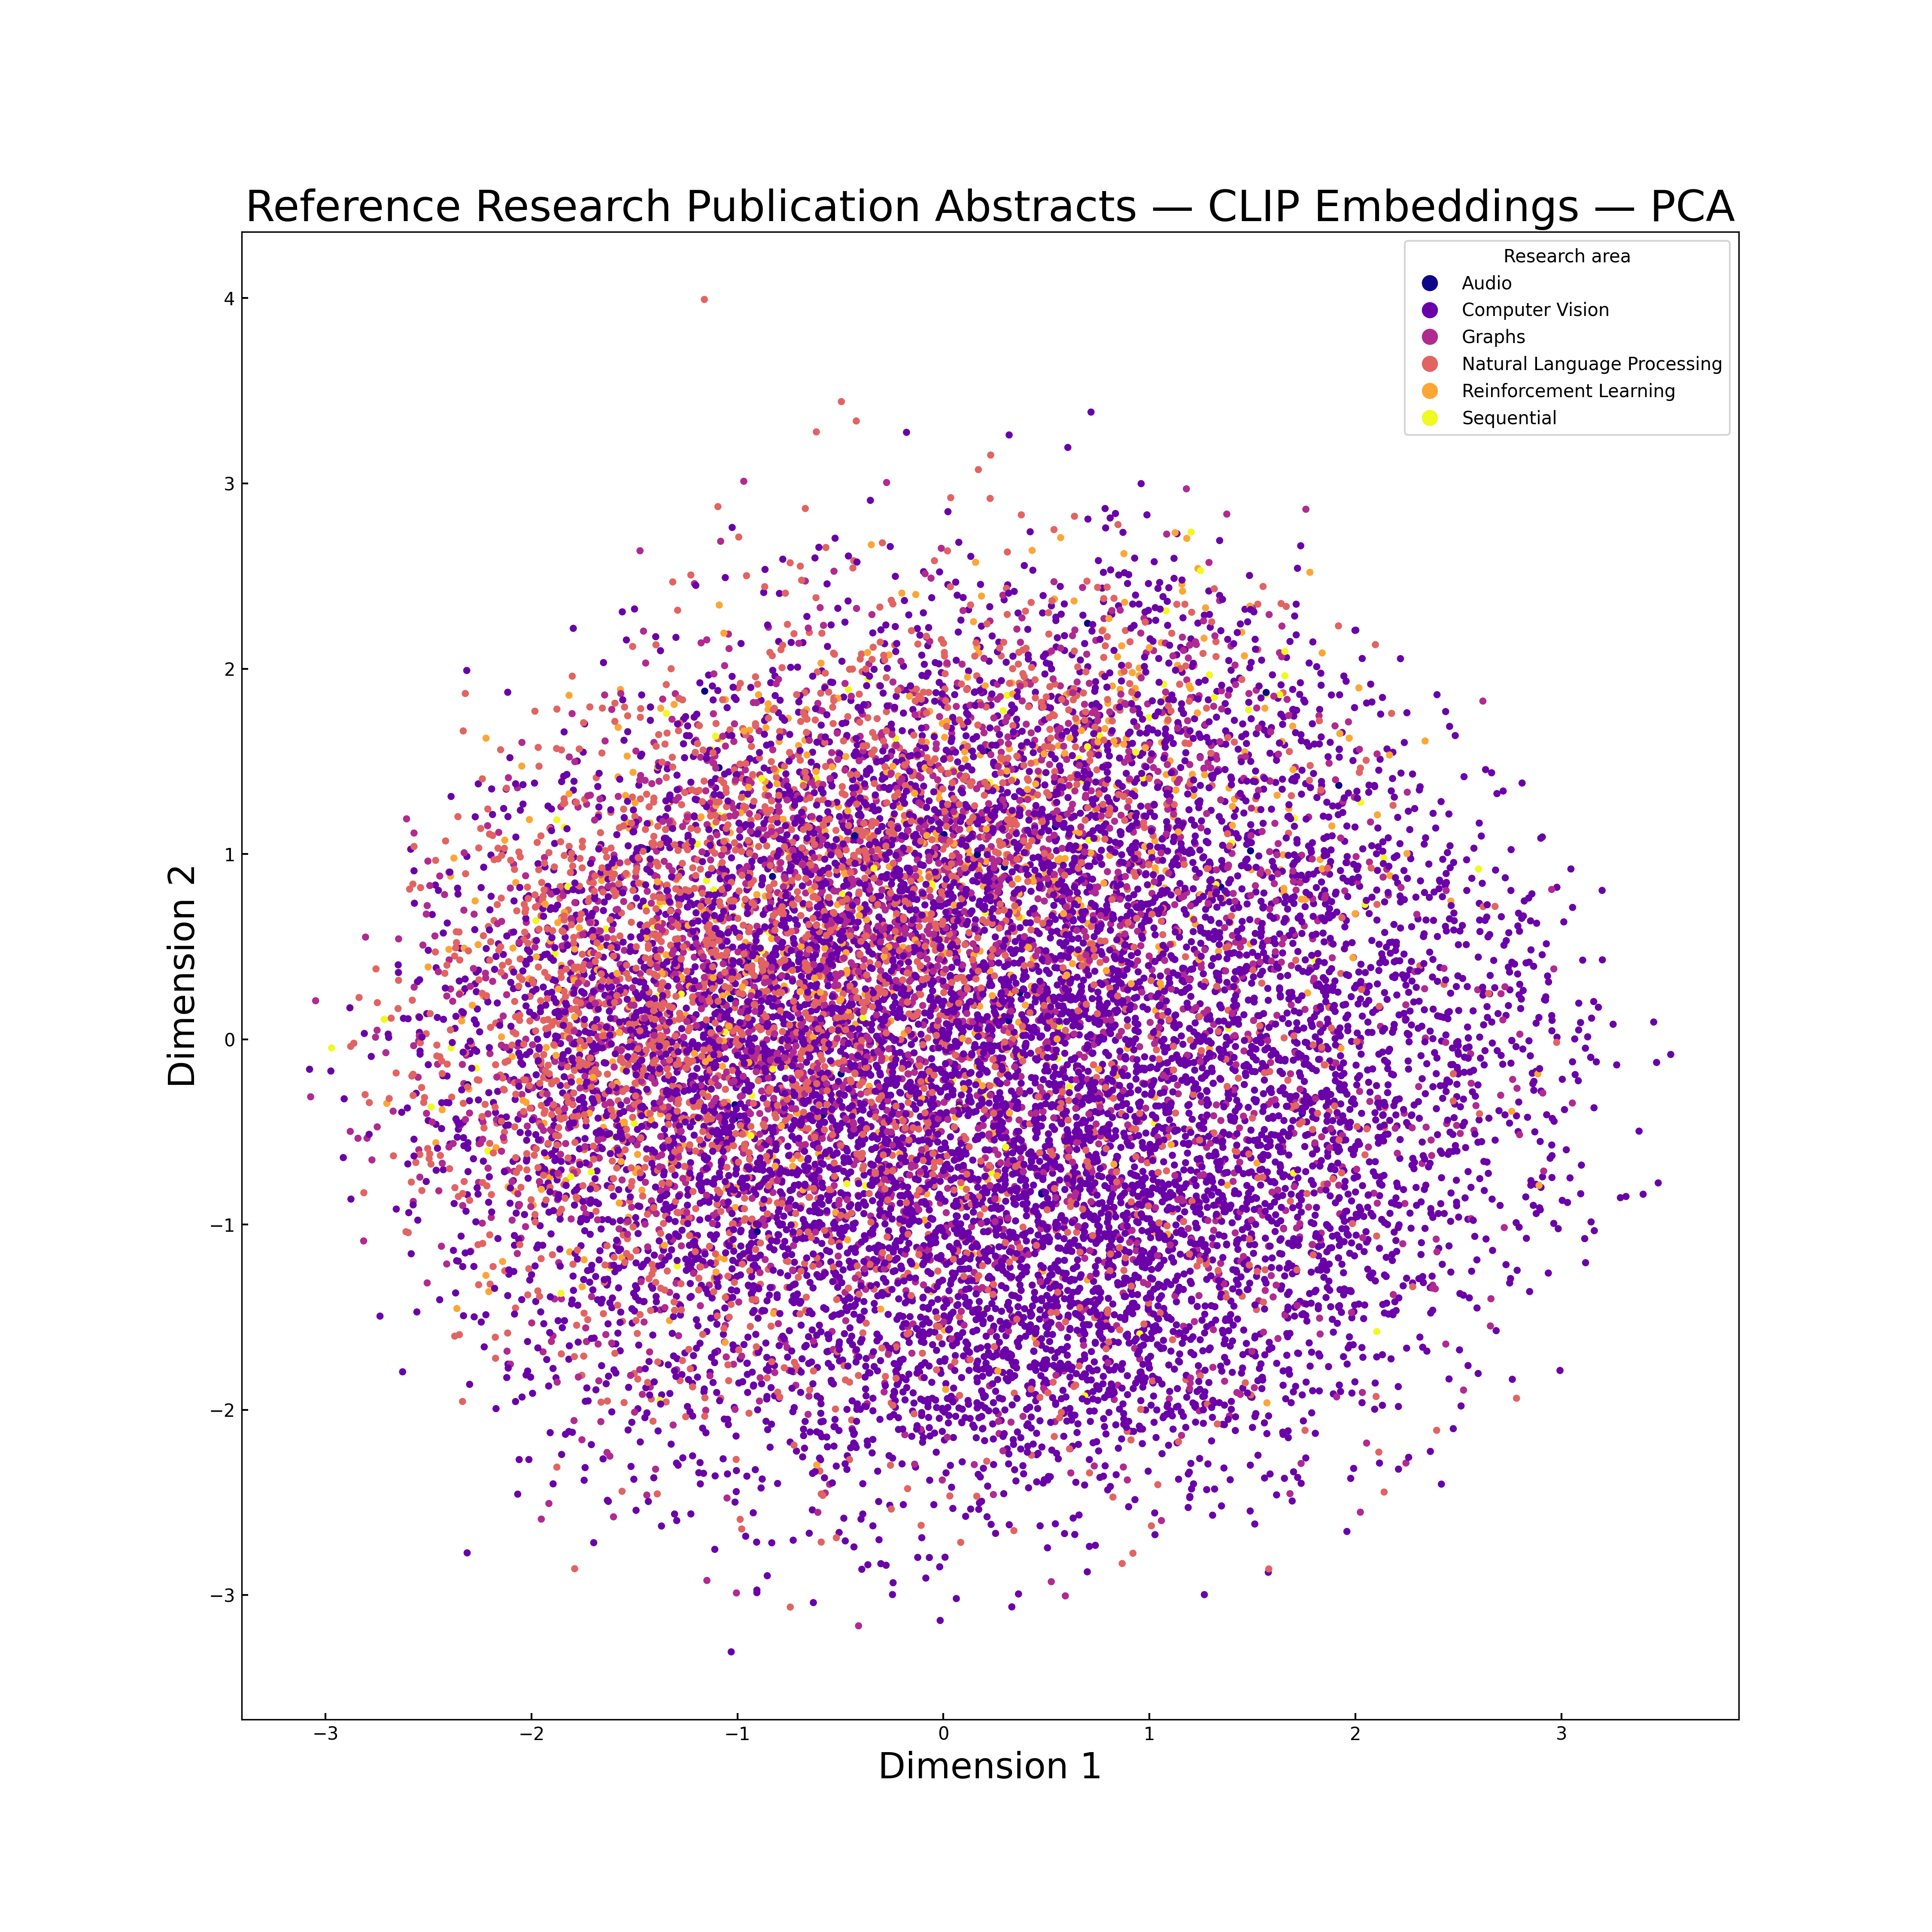 Reference Research Publication Abstracts — CLIP Embeddings — PCA
Research area
Audio
Computer Vision
Graphs
Natural Language Processing
Reinforcement Learning
Sequential
4
3
2
1
0
−1
−2
−3
Dimension 2
−3 −2 −1 0 1 2 3
Dimension 1